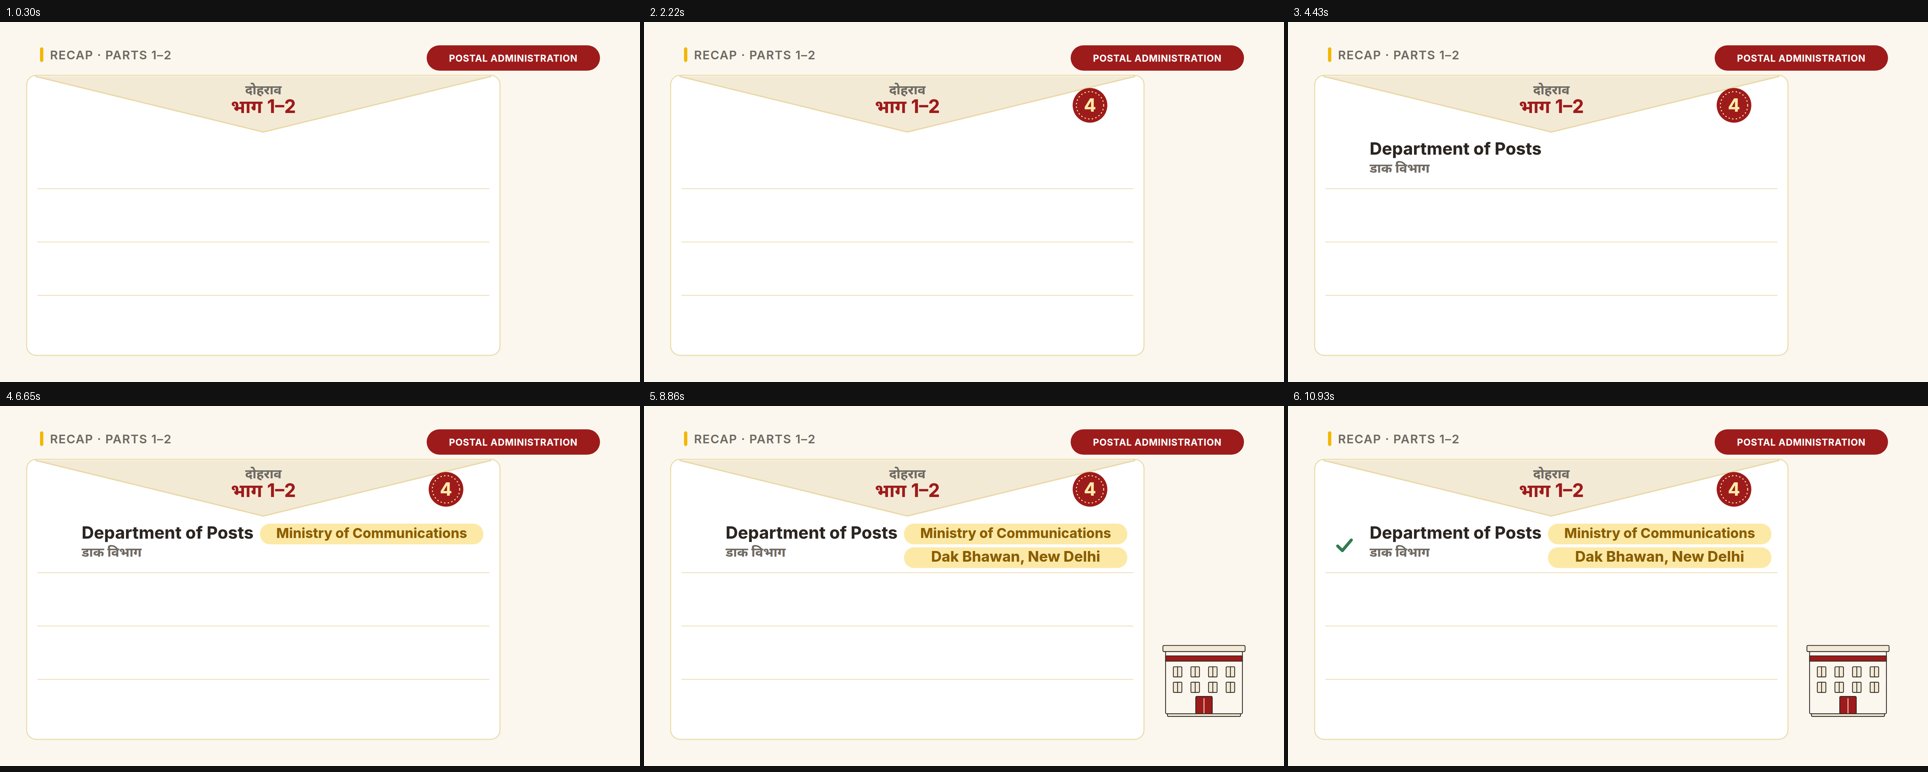 1. 0.30s
RECAP · PARTS 1–2
POSTAL ADMINISTRATION
दोहराव
भाग 1–2
2. 2.22s
RECAP · PARTS 1–2
POSTAL ADMINISTRATION
दोहराव
भाग 1–2
4
3. 4.43s
RECAP · PARTS 1–2
POSTAL ADMINISTRATION
दोहराव
भाग 1–2
4
Department of Posts
डाक विभाग
4. 6.65s
RECAP · PARTS 1–2
POSTAL ADMINISTRATION
दोहराव
भाग 1–2
4
Department of Posts
Ministry of Communications
डाक विभाग
5. 8.86s
RECAP · PARTS 1–2
POSTAL ADMINISTRATION
दोहराव
भाग 1–2
4
Department of Posts
Ministry of Communications
डाक विभाग
Dak Bhawan, New Delhi
6. 10.93s
RECAP · PARTS 1–2
POSTAL ADMINISTRATION
दोहराव
भाग 1–2
4
Department of Posts
Ministry of Communications
डाक विभाग
Dak Bhawan, New Delhi